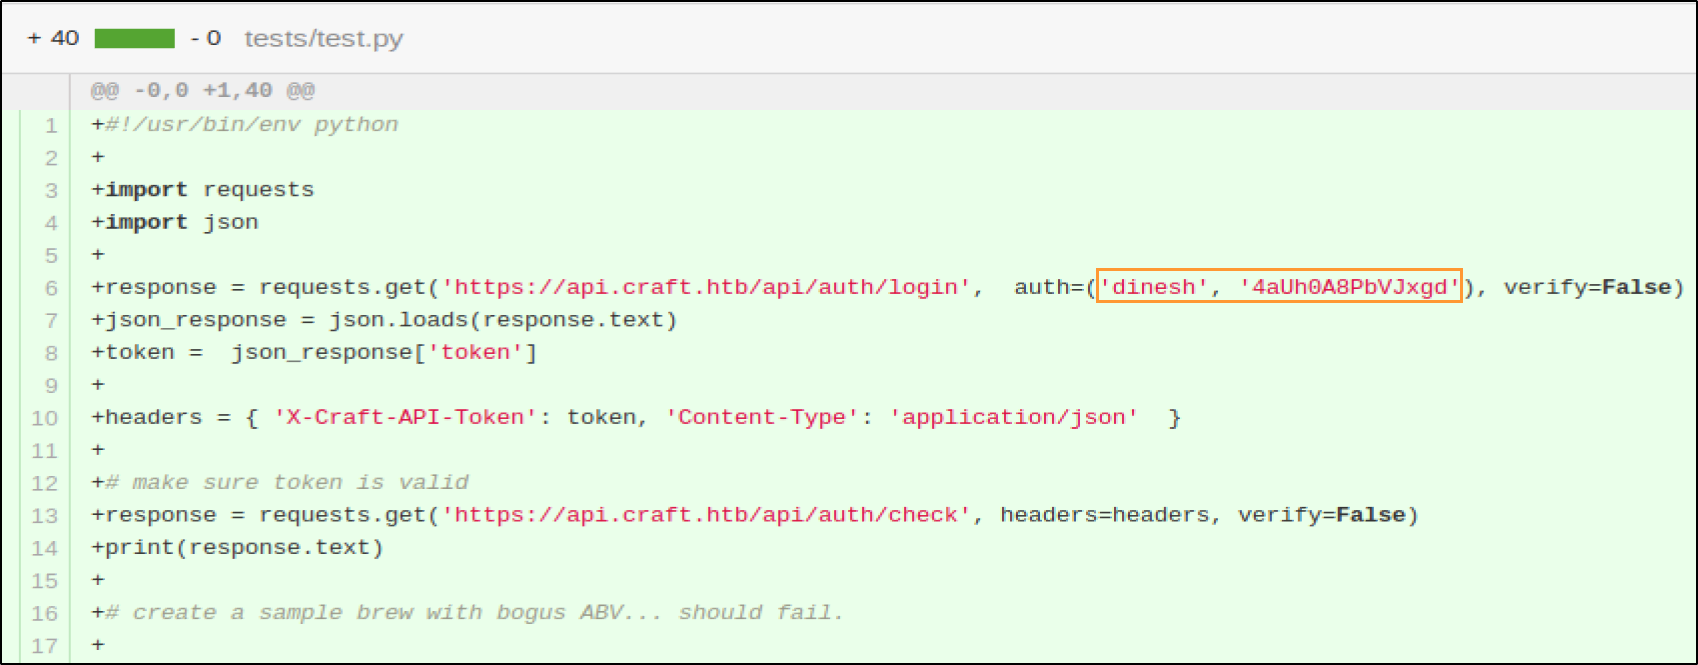 + 40 - 0 tests/test.py
@@ -0,0 +1,40 @@
1 +#!/usr/bin/env python
2 +
3 +import requests
4 +import json
5 +
6 +response = requests.get('https://api.craft.htb/api/auth/login',  auth=('dinesh', '4aUh0A8PbVJxgd'), verify=False)
7 +json_response = json.loads(response.text)
8 +token =  json_response['token']
9 +
10 +headers = { 'X-Craft-API-Token': token, 'Content-Type': 'application/json'  }
11 +
12 +# make sure token is valid
13 +response = requests.get('https://api.craft.htb/api/auth/check', headers=headers, verify=False)
14 +print(response.text)
15 +
16 +# create a sample brew with bogus ABV... should fail.
17 +